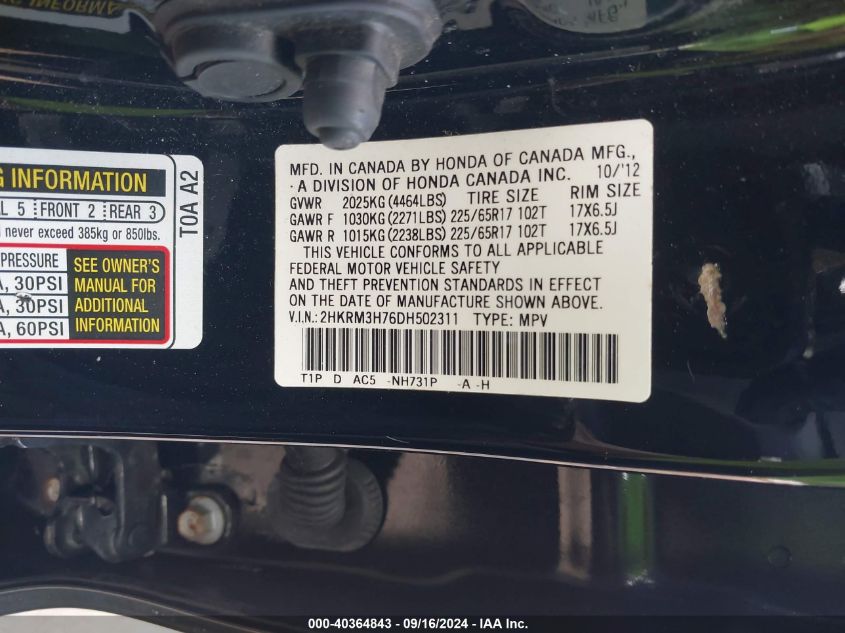 MFD. IN CANADA BY HONDA OF CANADA MFG.,
A DIVISION OF HONDA CANADA INC. 10/'12
GVWR 2025KG (4464LBS) TIRE SIZE RIM SIZE
GAWR F 1030KG (2271LBS) 225/65R17 102T 17X6.5J
GAWR R 1015KG (2238LBS) 225/65R17 102T 17X6.5J
THIS VEHICLE CONFORMS TO ALL APPLICABLE
FEDERAL MOTOR VEHICLE SAFETY
AND THEFT PREVENTION STANDARDS IN EFFECT
ON THE DATE OF MANUFACTURE SHOWN ABOVE.
V.I.N.: 2HKRM3H76DH502311 TYPE: MPV
T1P D AC5 -NH731P -A -H
G INFORMATION
L 5 FRONT 2 REAR 3
never exceed 385kg or 850lbs.
PRESSURE
A, 30PSI
A, 30PSI
A, 60PSI
SEE OWNER'S
MANUAL FOR
ADDITIONAL
INFORMATION
T0A A2
000-40364843 - 09/16/2024 - IAA Inc.